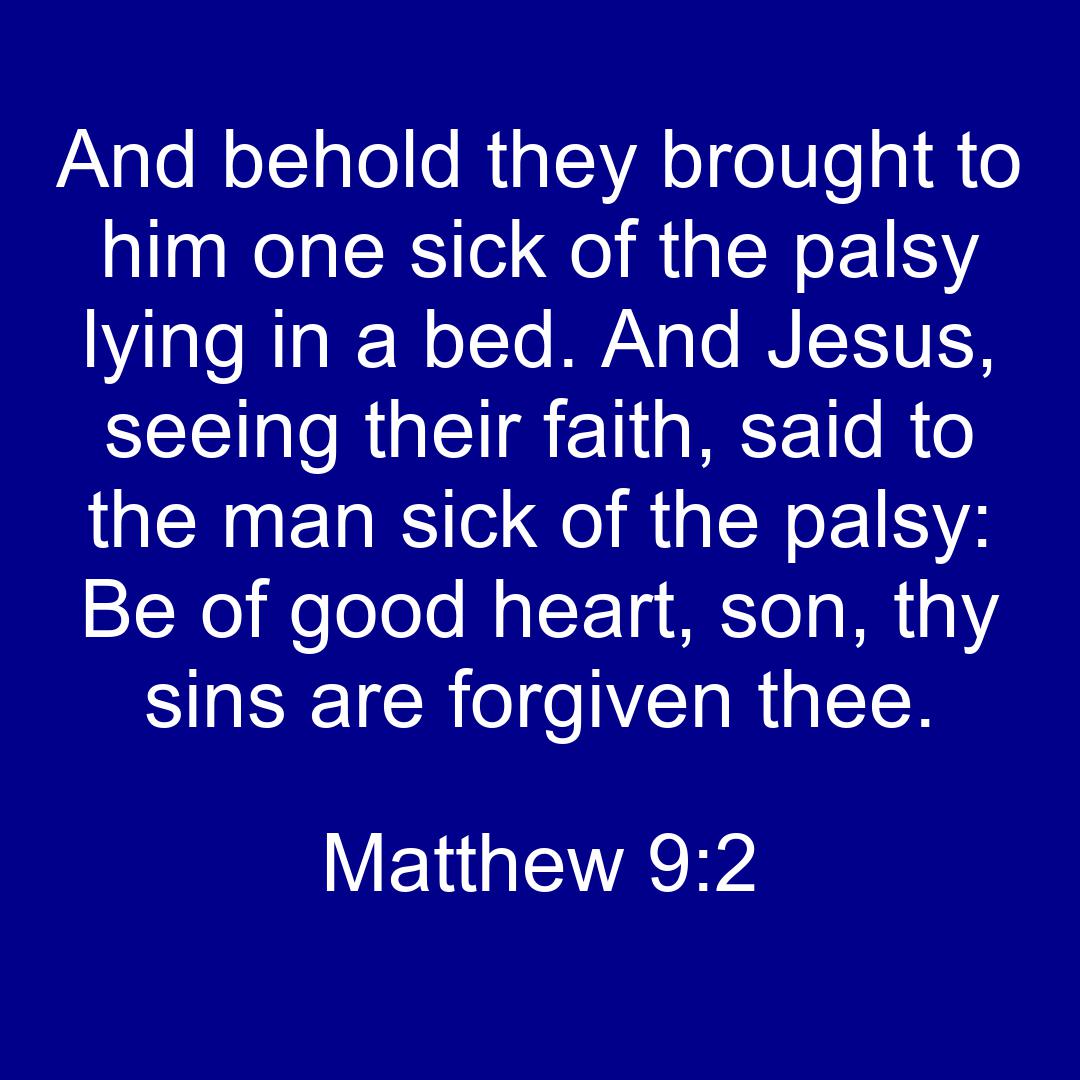 And behold they brought to
him one sick of the palsy
lying in a bed. And Jesus,
seeing their faith, said to
the man sick of the palsy:
Be of good heart, son, thy
sins are forgiven thee.
Matthew 9:2